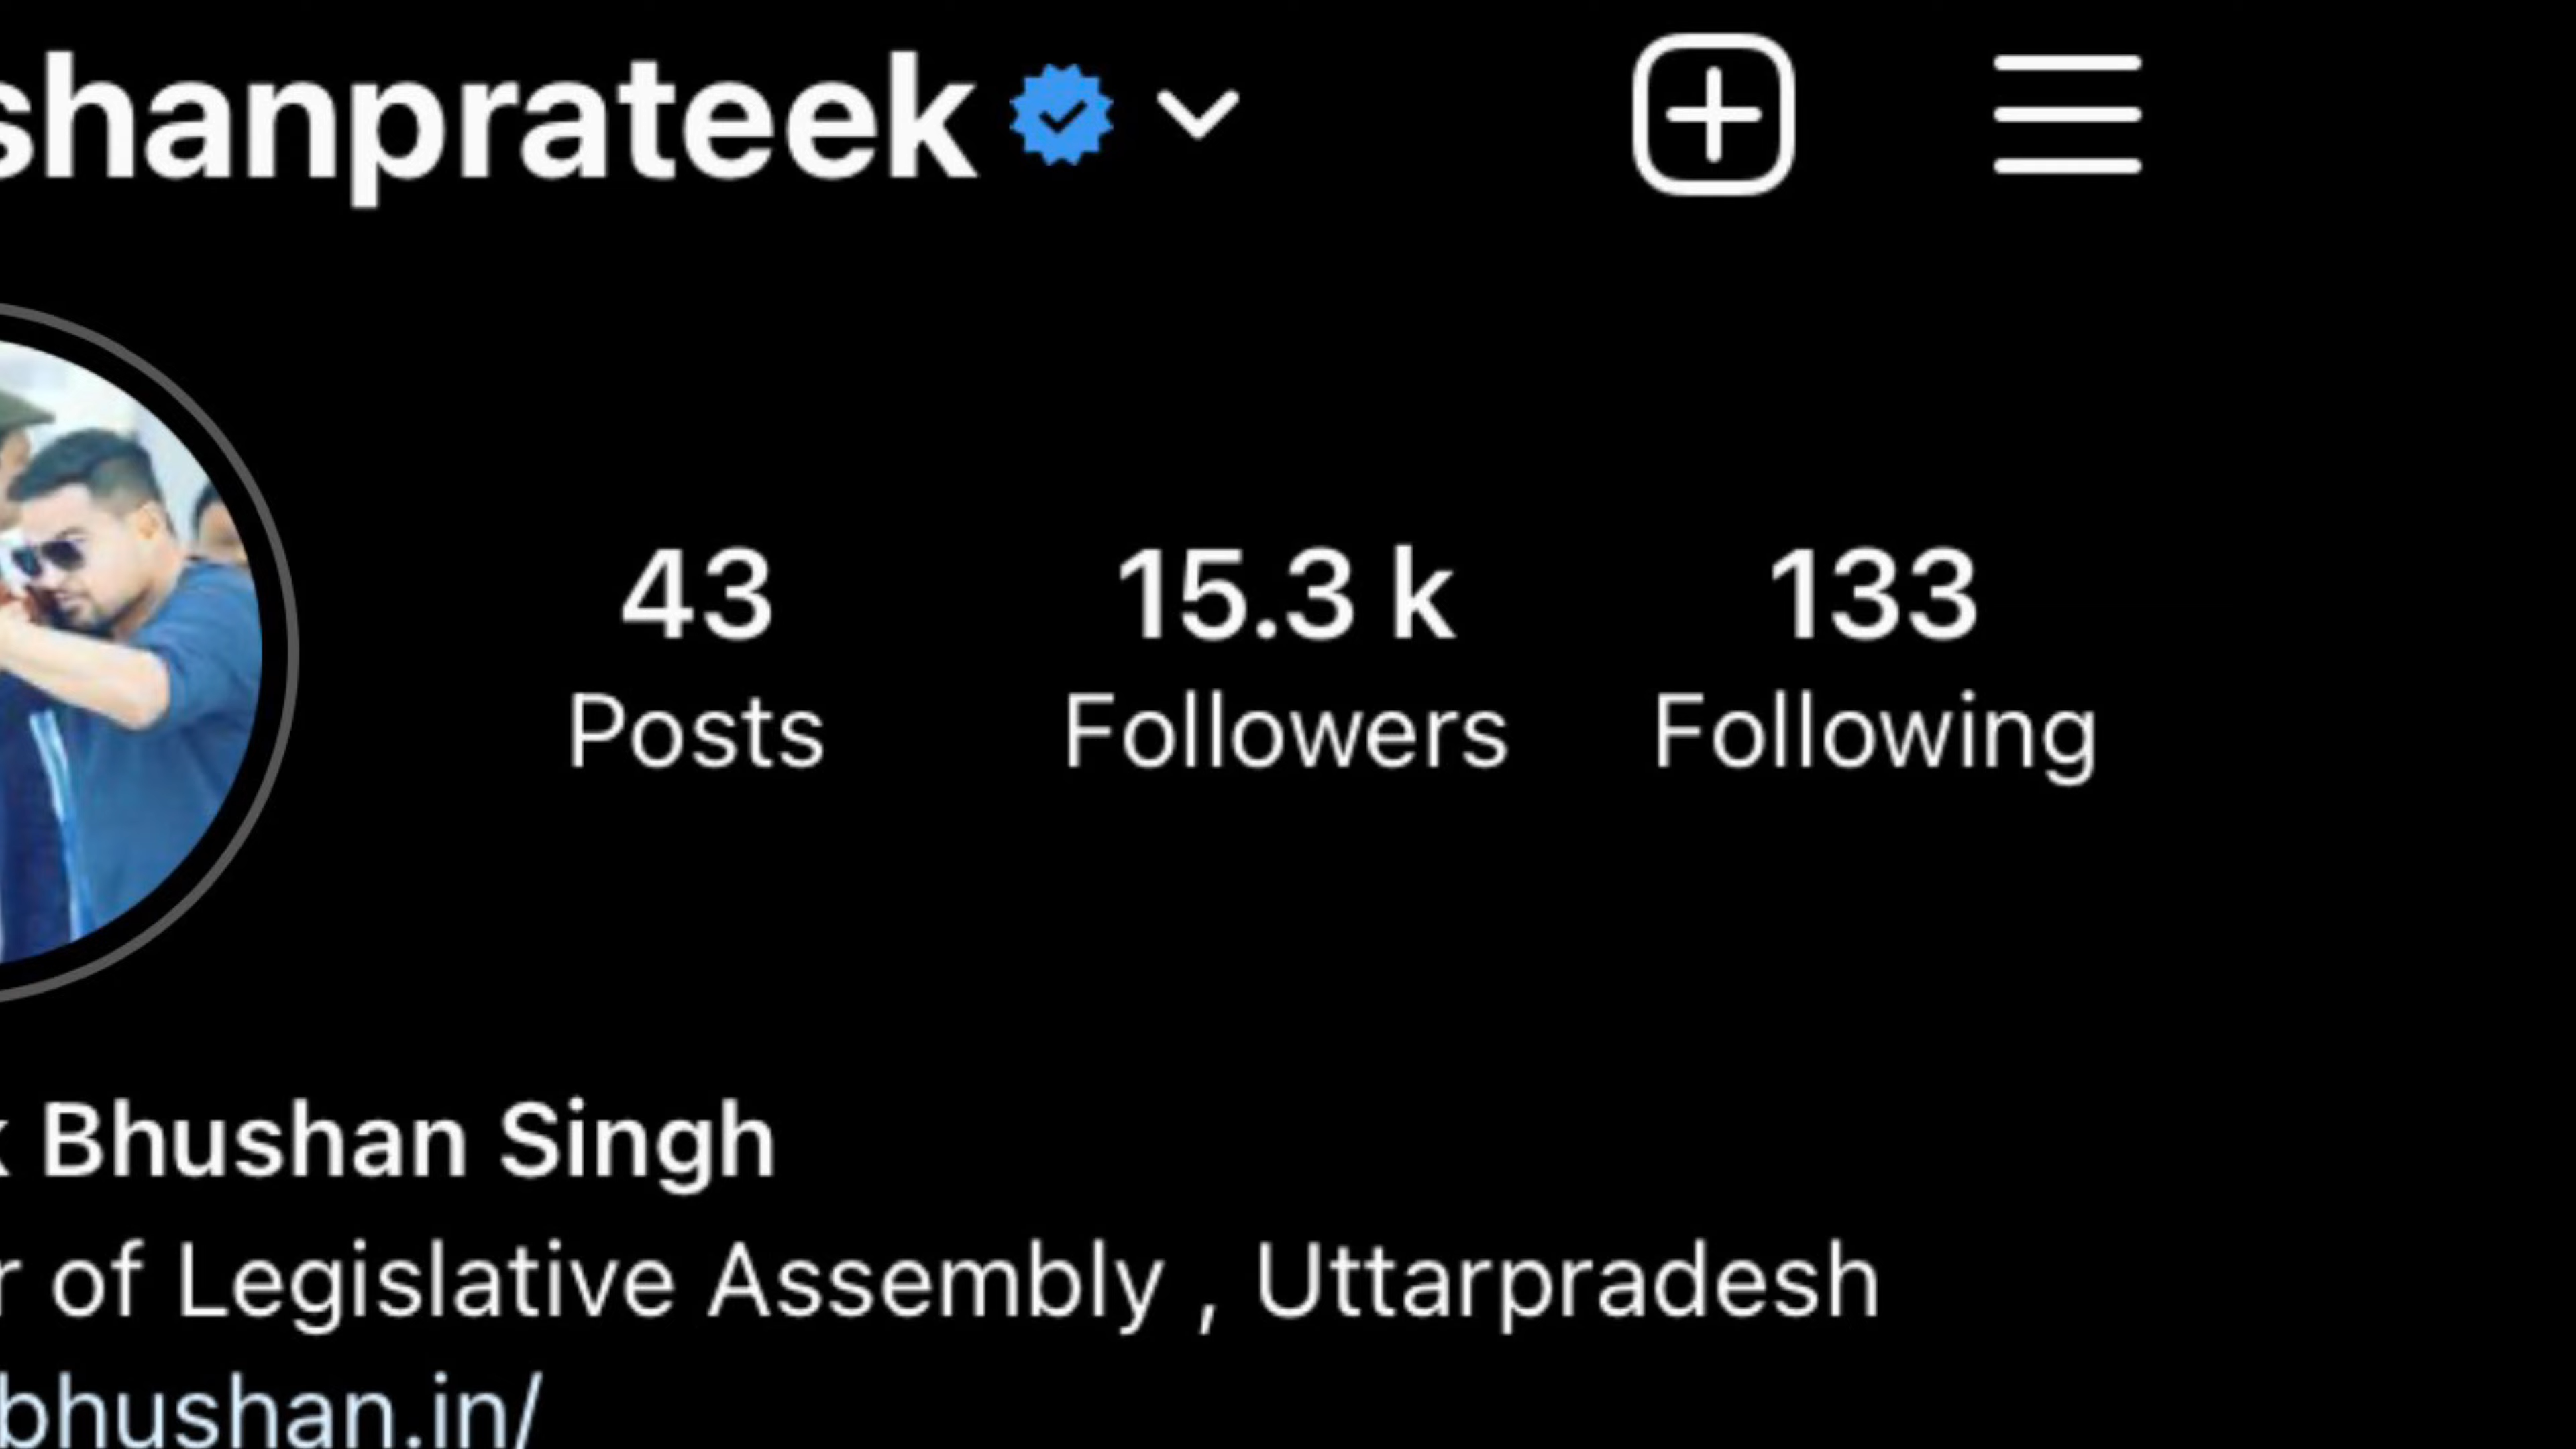 shanprateek
43 15.3 k 133
Posts Followers Following
k Bhushan Singh
r of Legislative Assembly , Uttarpradesh
bhushan.in/